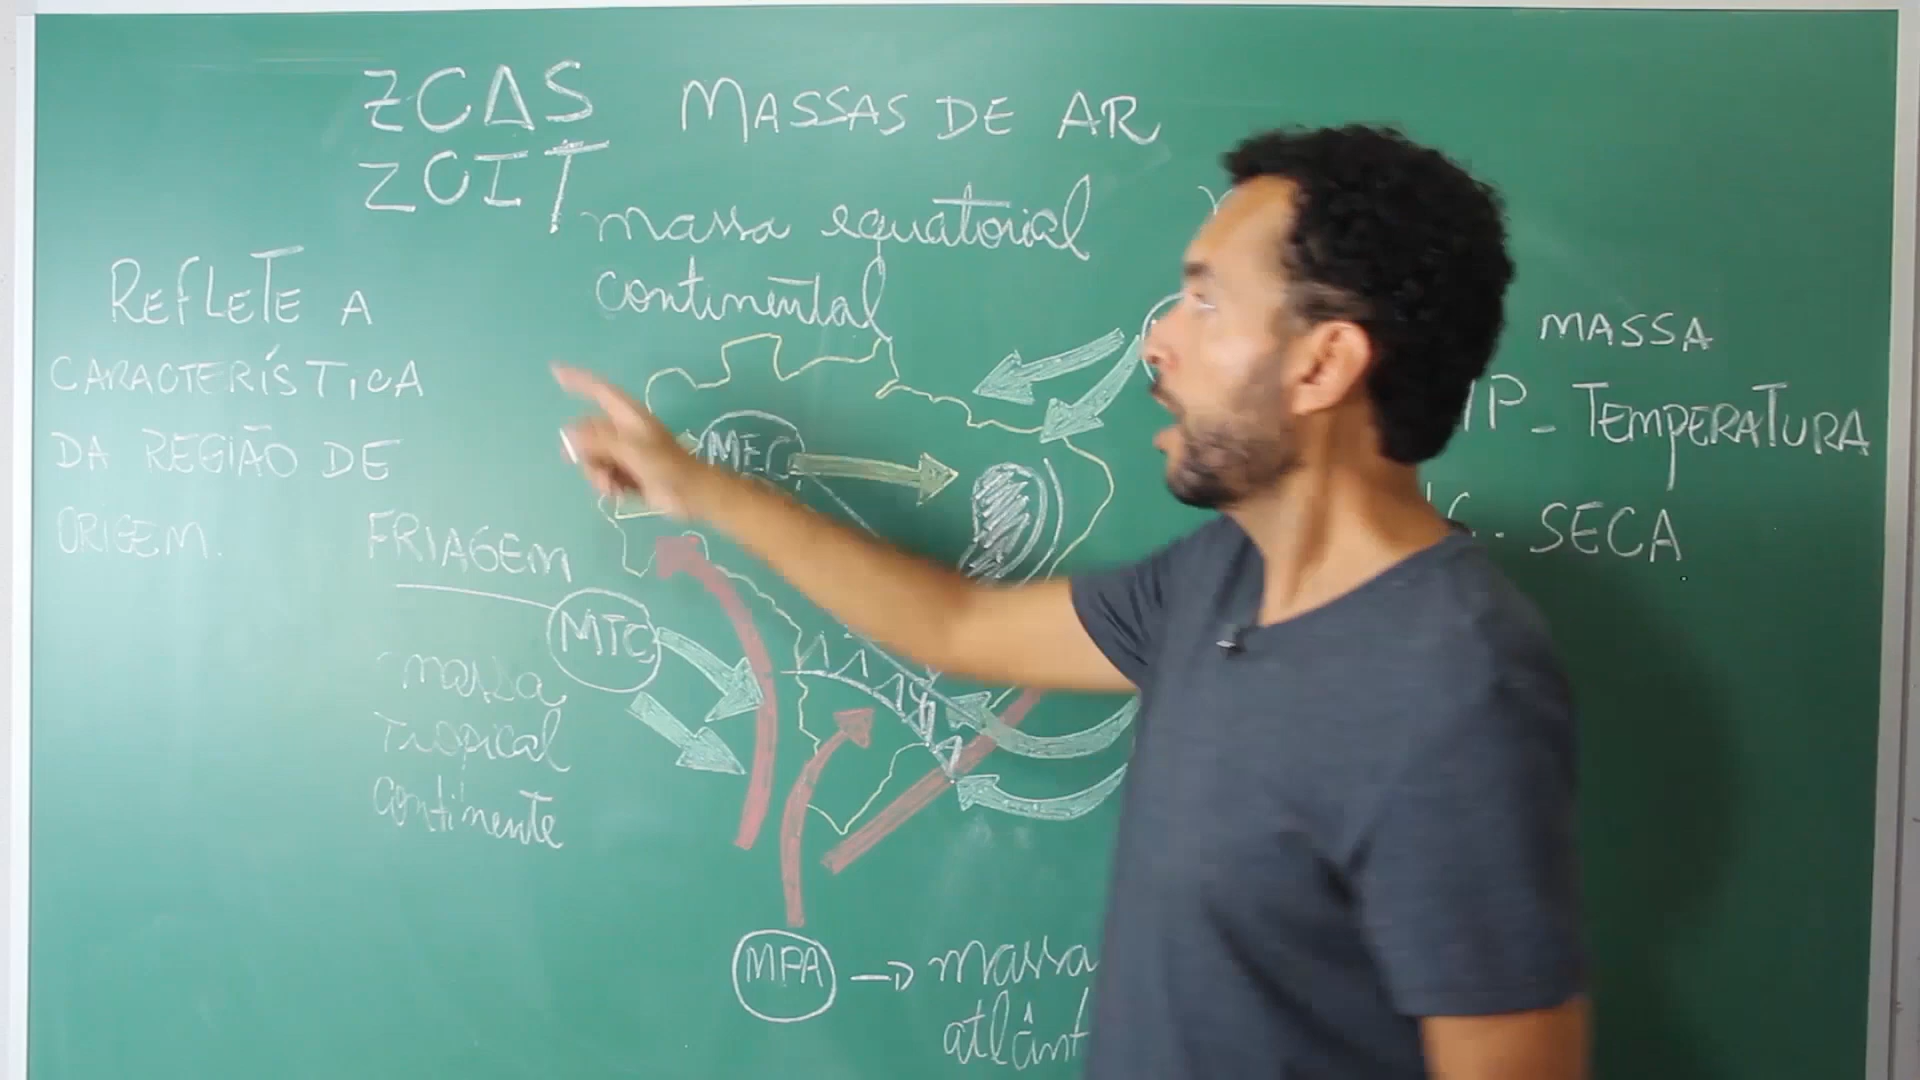 ZCAS
ZCIT
MASSAS DE AR
massa equatorial
continental
REFLETE A
CARACTERÍSTICA
DA REGIÃO DE
ORIGEM.
FRIAGEM
MEC
MTC
massa
Tropical
continente
MPA → massa
atlânt
MASSA
P - TEMPERATURA
SECA